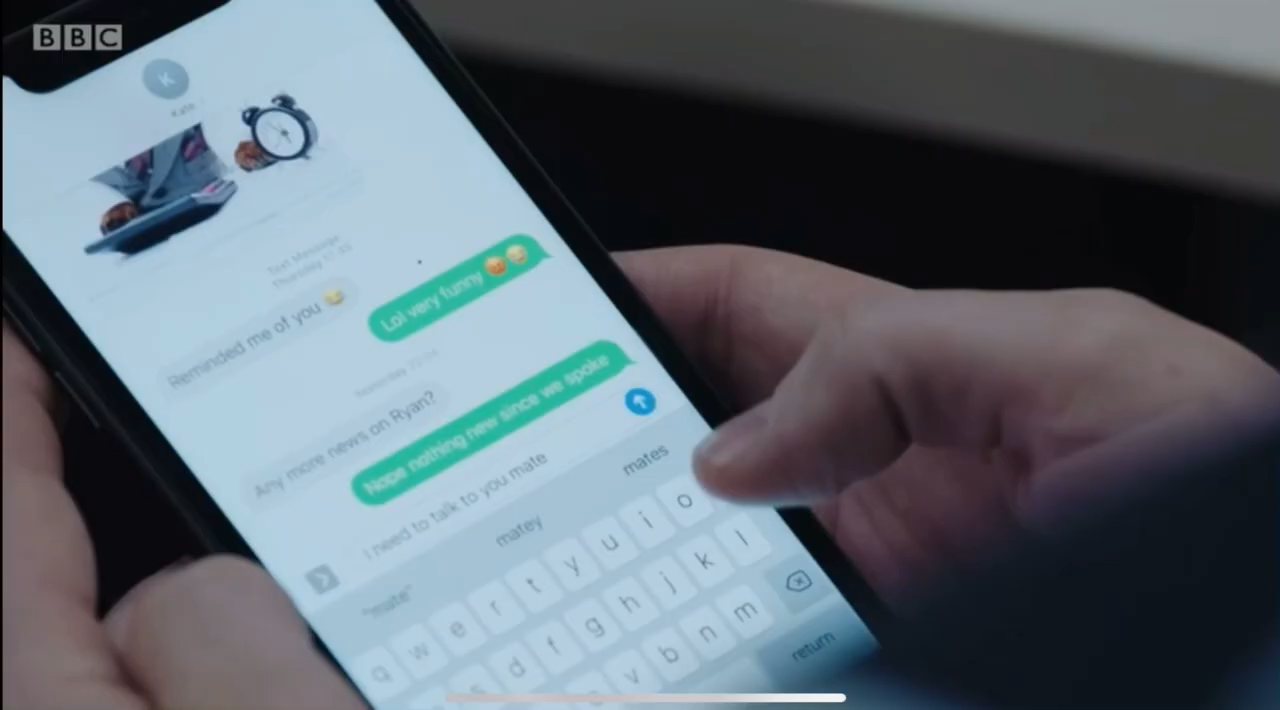 BBC
K
Kate
Text Message
Thursday 17:33
Lol very funny
Reminded me of you
Any more news on Ryan?
Nope nothing new since we spoke
I need to talk to you mate
"mate"
matey
mates
q w e r t y u i o
s d f g h j k l
v b n m
return